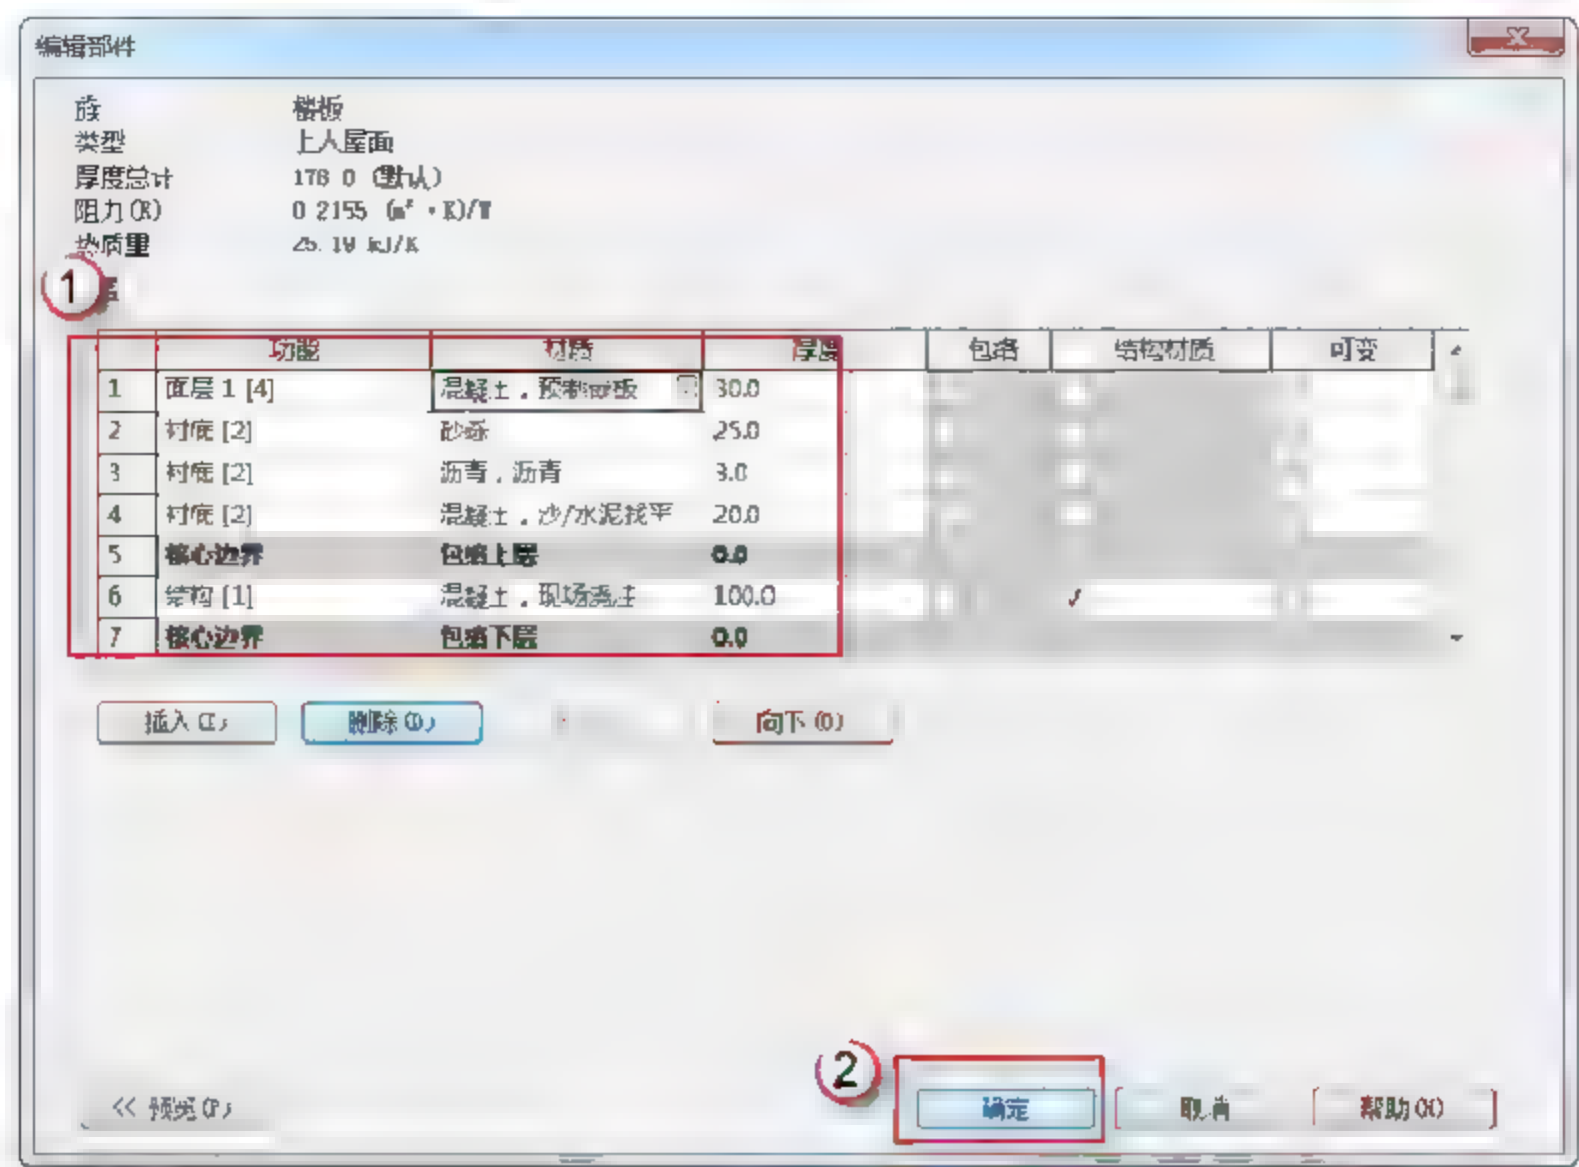 编辑部件
族 楼板
类型 上人屋面
厚度总计 178.0 (默认)
阻力(R) 0.2155 (m²·K)/W
热质量 25.19 kJ/K
1 层
功能 材质 厚度 包络 结构材质 可变
1 面层 1 [4] 混凝土，预制砼板 30.0
2 衬底 [2] 砂砾 25.0
3 衬底 [2] 沥青，沥青 3.0
4 衬底 [2] 混凝土，沙/水泥找平 20.0
5 核心边界 包络上层 0.0
6 结构 [1] 混凝土，现场浇注 100.0
7 核心边界 包络下层 0.0
插入(I) 删除(D) 向下(O)
2
<< 预览(P) 确定 取消 帮助(H)